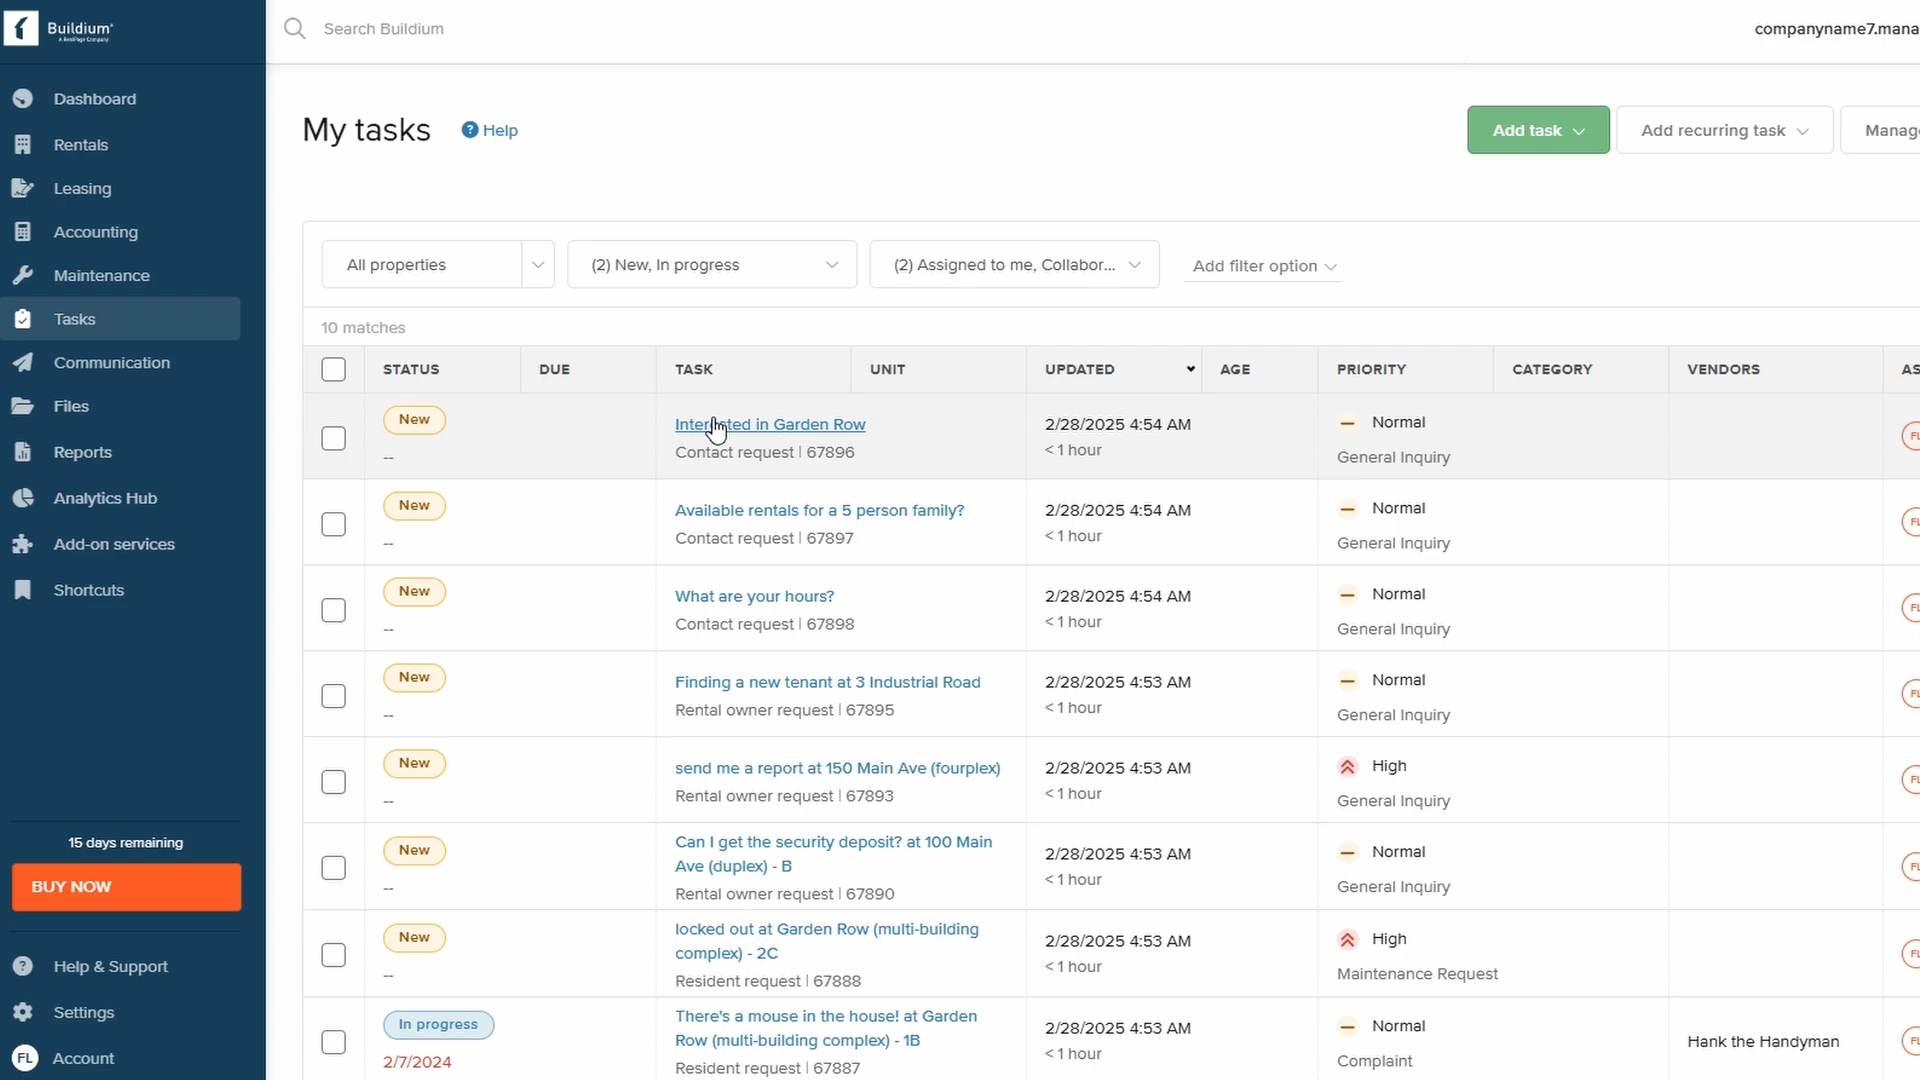 Buildium®
A RealPage Company
Search Buildium
companyname7.mana
Dashboard
Rentals
Leasing
Accounting
Maintenance
Tasks
Communication
Files
Reports
Analytics Hub
Add-on services
Shortcuts
15 days remaining
BUY NOW
Help & Support
Settings
FL Account
My tasks
? Help
Add task
Add recurring task
Manag
All properties
(2) New, In progress
(2) Assigned to me, Collabor...
Add filter option
10 matches
STATUS DUE TASK UNIT UPDATED AGE PRIORITY CATEGORY VENDORS AS
New Interested in Garden Row 2/28/2025 4:54 AM Normal FL
-- Contact request | 67896 < 1 hour General Inquiry
New Available rentals for a 5 person family? 2/28/2025 4:54 AM Normal FL
-- Contact request | 67897 < 1 hour General Inquiry
New What are your hours? 2/28/2025 4:54 AM Normal FL
-- Contact request | 67898 < 1 hour General Inquiry
New Finding a new tenant at 3 Industrial Road 2/28/2025 4:53 AM Normal FL
-- Rental owner request | 67895 < 1 hour General Inquiry
New send me a report at 150 Main Ave (fourplex) 2/28/2025 4:53 AM High FL
-- Rental owner request | 67893 < 1 hour General Inquiry
New Can I get the security deposit? at 100 Main 2/28/2025 4:53 AM Normal FL
Ave (duplex) - B
-- Rental owner request | 67890 < 1 hour General Inquiry
New locked out at Garden Row (multi-building 2/28/2025 4:53 AM High FL
complex) - 2C
-- Resident request | 67888 < 1 hour Maintenance Request
In progress There's a mouse in the house! at Garden 2/28/2025 4:53 AM Normal
Row (multi-building complex) - 1B Hank the Handyman FL
2/7/2024 Resident request | 67887 < 1 hour Complaint